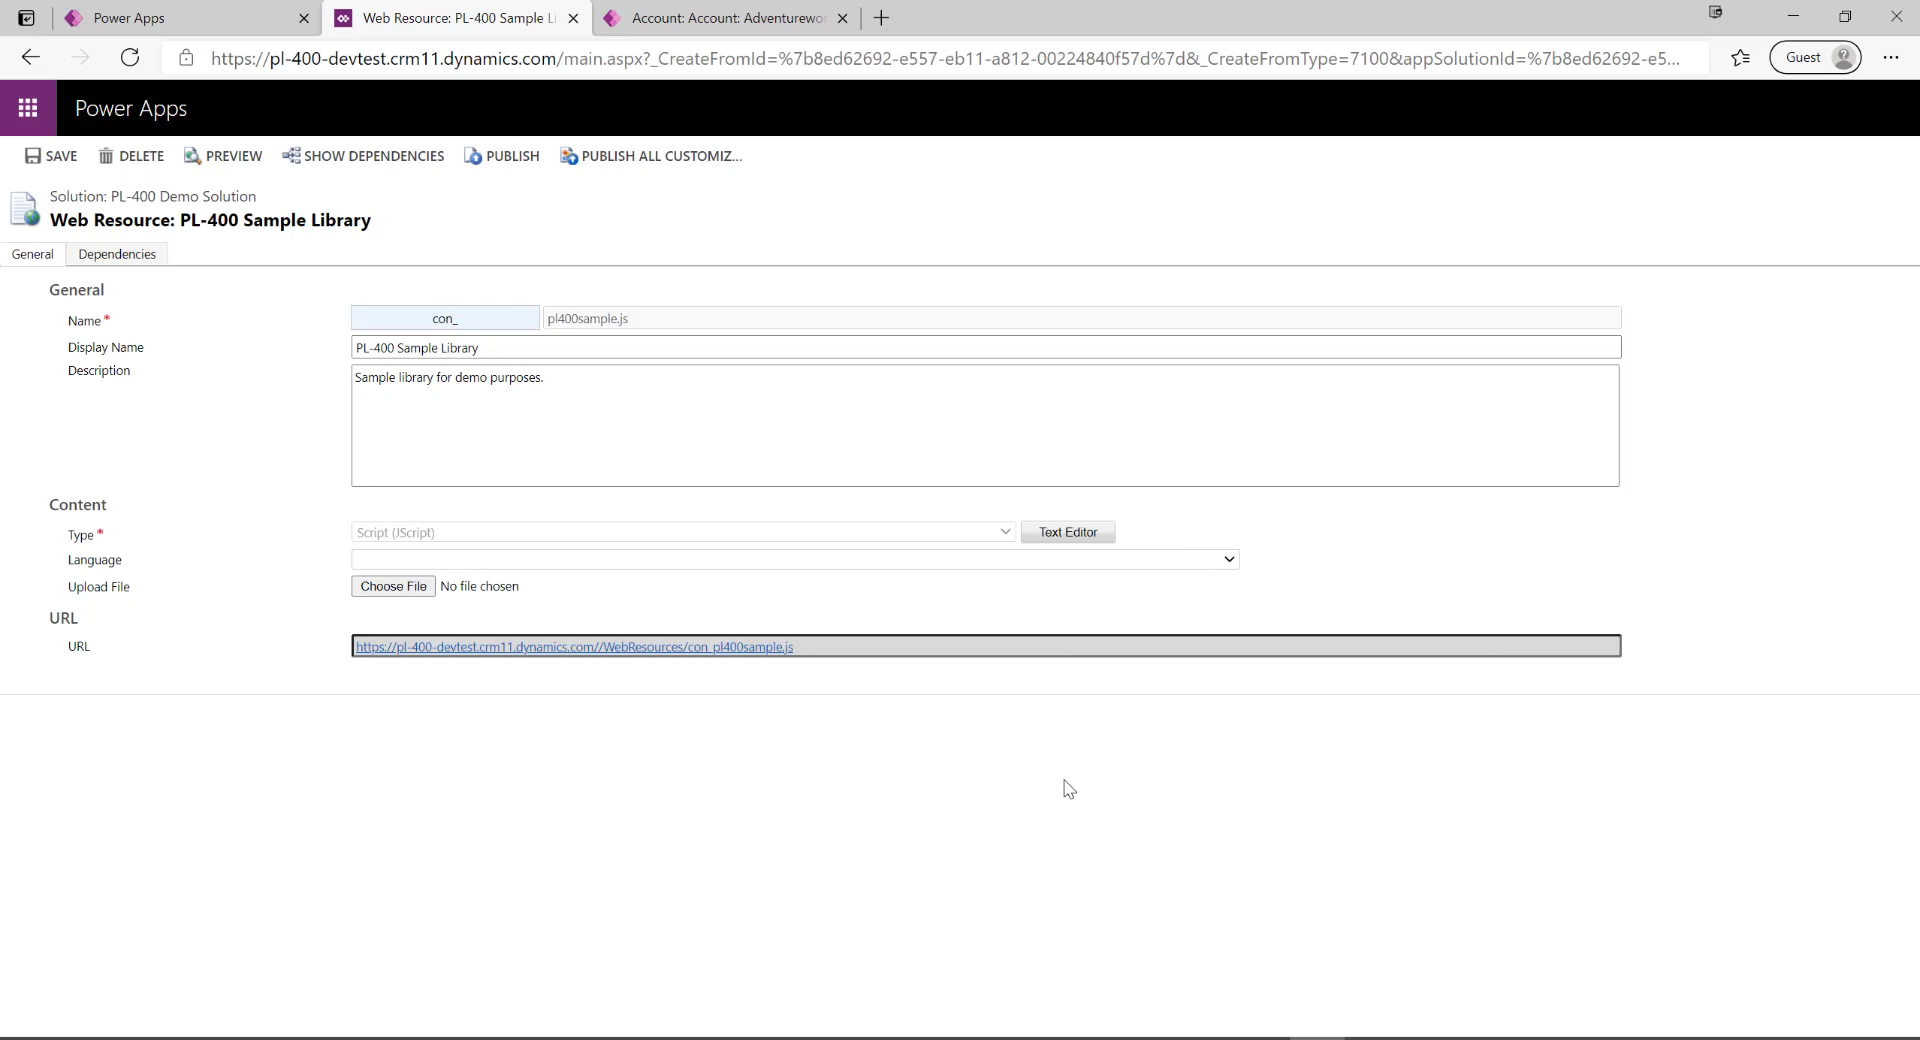 Power Apps
Web Resource: PL-400 Sample Li
Account: Account: Adventurewo
https://pl-400-devtest.crm11.dynamics.com/main.aspx?_CreateFromId=%7b8ed62692-e557-eb11-a812-00224840f57d%7d&_CreateFromType=7100&appSolutionId=%7b8ed62692-e5...
Guest
Power Apps
SAVE DELETE PREVIEW SHOW DEPENDENCIES PUBLISH PUBLISH ALL CUSTOMIZ...
Solution: PL-400 Demo Solution
Web Resource: PL-400 Sample Library
General Dependencies
General
Name * con_ pl400sample.js
Display Name PL-400 Sample Library
Description Sample library for demo purposes.
Content
Type * Script (JScript) Text Editor
Language
Upload File Choose File No file chosen
URL
URL https://pl-400-devtest.crm11.dynamics.com//WebResources/con_pl400sample.js